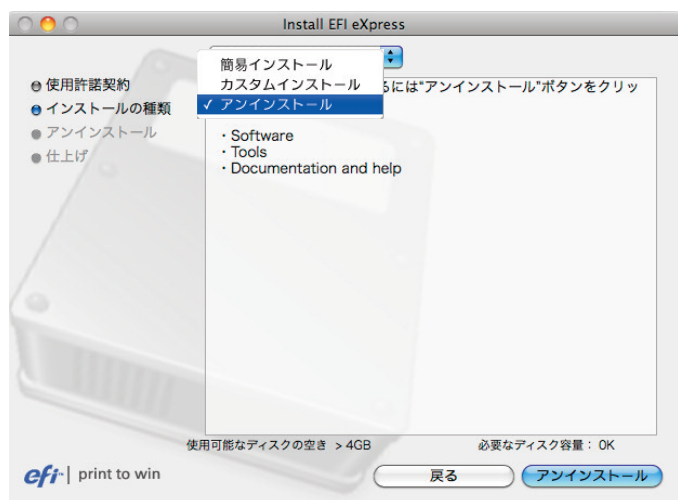 Install EFI eXpress
簡易インストール
カスタムインストール
✓ アンインストール
るには“アンインストール”ボタンをクリッ
使用許諾契約
インストールの種類
アンインストール
仕上げ
・Software
・Tools
・Documentation and help
使用可能なディスクの空き > 4GB
必要なディスク容量： 0K
efi | print to win
戻る
アンインストール